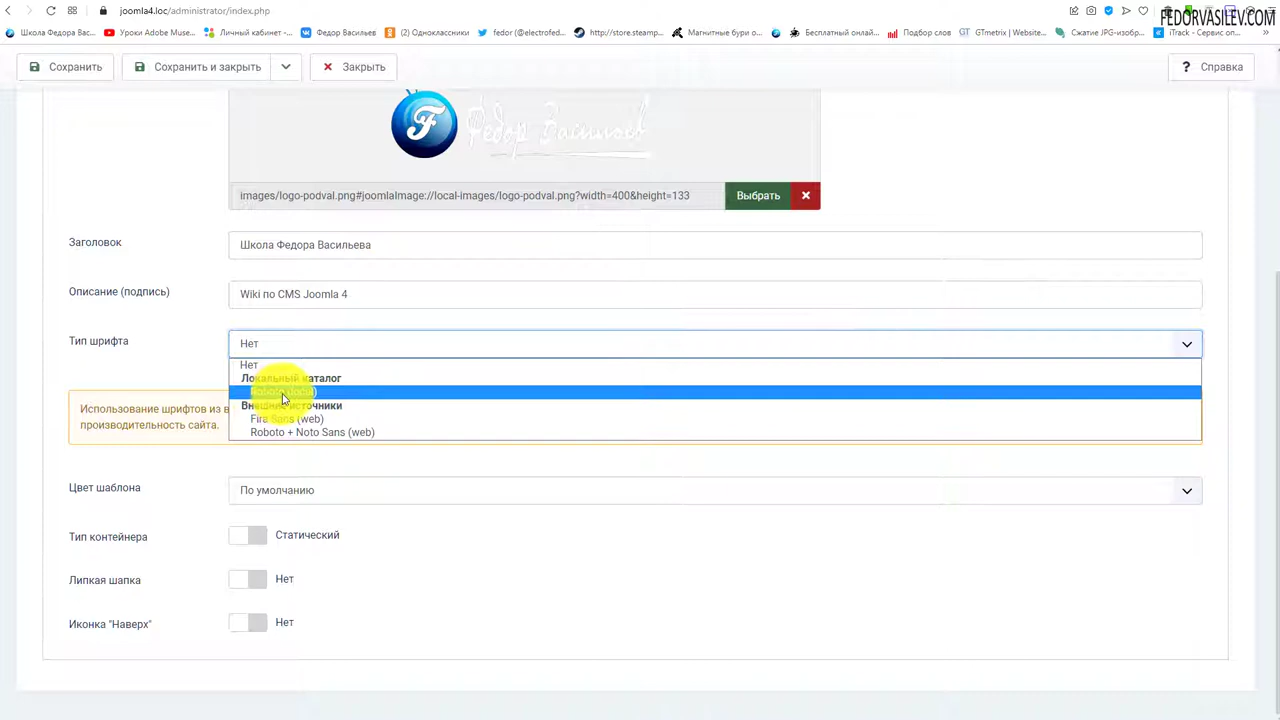 joomla4.loc/administrator/index.php
FEDORVASILEV.COM
Школа Федора Вас...
Уроки Adobe Muse...
Личный кабинет -...
Федор Васильев
(2) Одноклассники
fedor (@electrofed...
http://store.steamp...
Магнитные бури о...
Бесплатный онлай...
Подбор слов
GTmetrix | Website...
Сжатие JPG-изобр...
iTrack - Сервис оп...
Сохранить
Сохранить и закрыть
Закрыть
? Справка
Федор Васильев
images/logo-podval.png#joomlaImage://local-images/logo-podval.png?width=400&height=133
Выбрать
Заголовок
Школа Федора Васильева
Описание (подпись)
Wiki по CMS Joomla 4
Тип шрифта
Нет
Нет
Локальный каталог
Внешние источники
Использование шрифтов из в
Fira Sans (web)
производительность сайта.
Roboto + Noto Sans (web)
Цвет шаблона
По умолчанию
Тип контейнера
Статический
Липкая шапка
Нет
Иконка "Наверх"
Нет